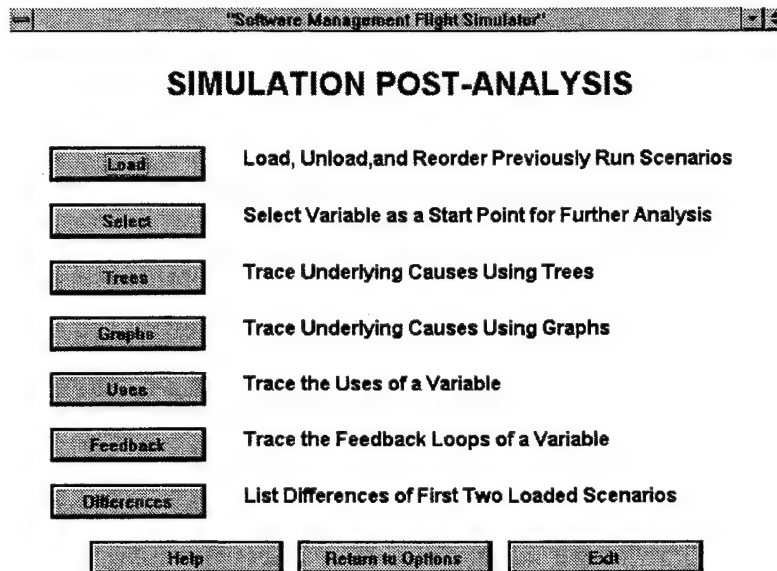 "Software Management Flight Simulator"
SIMULATION POST-ANALYSIS
Load Load, Unload,and Reorder Previously Run Scenarios
Select Select Variable as a Start Point for Further Analysis
Trees Trace Underlying Causes Using Trees
Graphs Trace Underlying Causes Using Graphs
Uses Trace the Uses of a Variable
Feedback Trace the Feedback Loops of a Variable
Differences List Differences of First Two Loaded Scenarios
Help Return to Options Exit